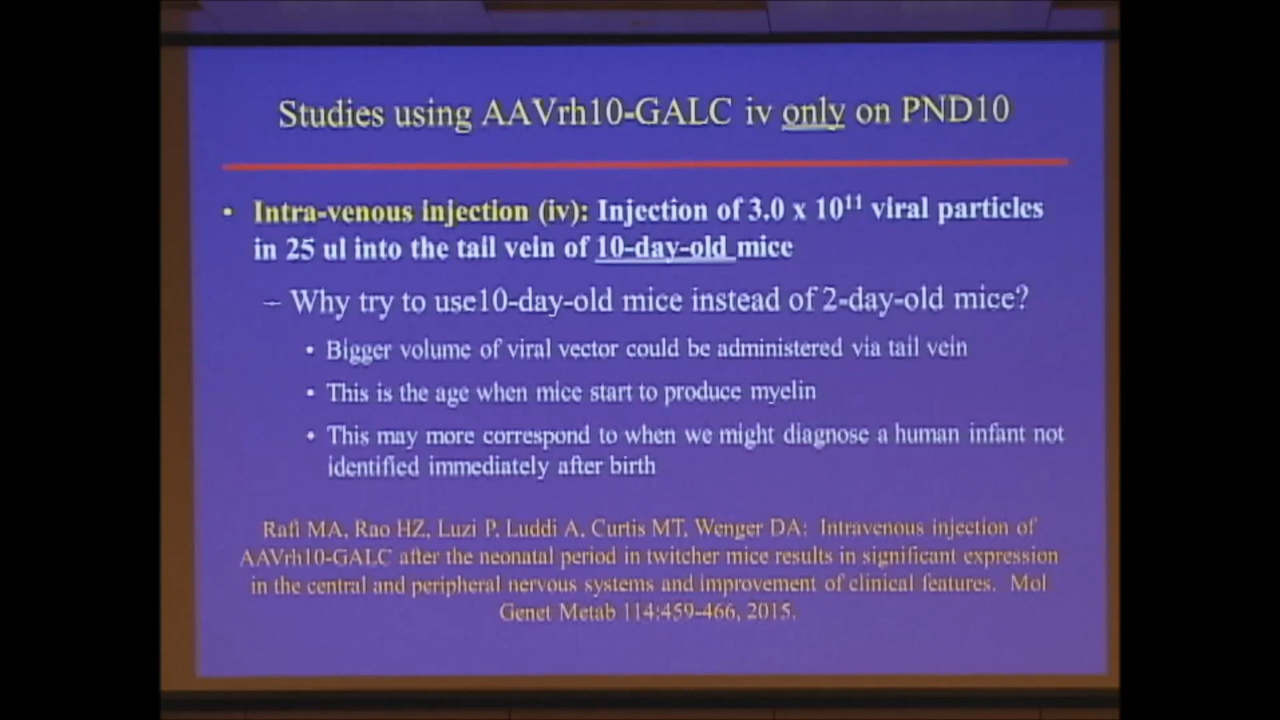 Studies using AAVrh10-GALC iv only on PND10
• Intra-venous injection (iv): Injection of 3.0 x 10¹¹ viral particles
in 25 ul into the tail vein of 10-day-old mice
– Why try to use10-day-old mice instead of 2-day-old mice?
• Bigger volume of viral vector could be administered via tail vein
• This is the age when mice start to produce myelin
• This may more correspond to when we might diagnose a human infant not
identified immediately after birth
Rafi MA, Rao HZ, Luzi P, Luddi A, Curtis MT, Wenger DA: Intravenous injection of
AAVrh10-GALC after the neonatal period in twitcher mice results in significant expression
in the central and peripheral nervous systems and improvement of clinical features. Mol
Genet Metab 114:459-466, 2015.